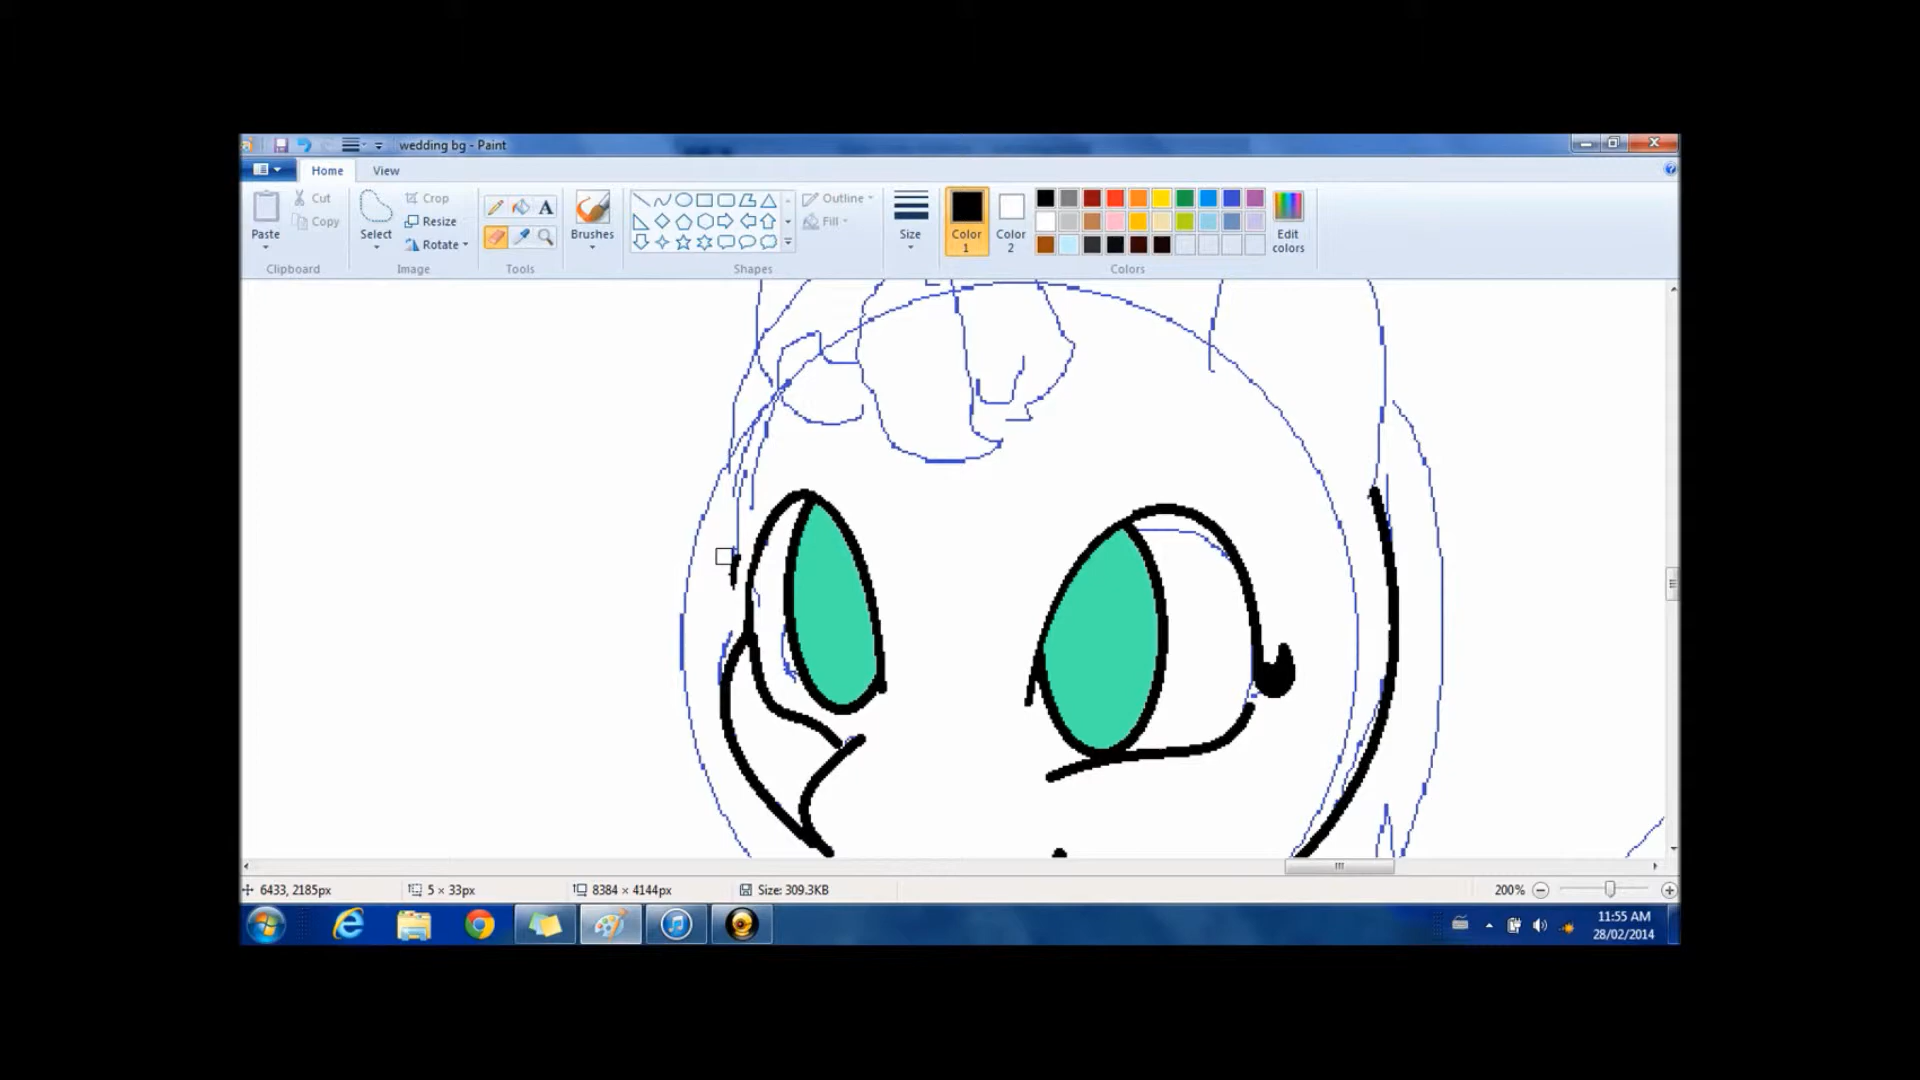 wedding bg - Paint
Home View
Paste
Cut
Copy
Clipboard
Select
Crop
Resize
Rotate
Image
A
Tools
Brushes
Shapes
Outline
Fill
Size
Color 1
Color 2
Edit colors
Colors
6433, 2185px 5 × 33px 8384 × 4144px Size: 309.3KB 200%
11:55 AM
28/02/2014